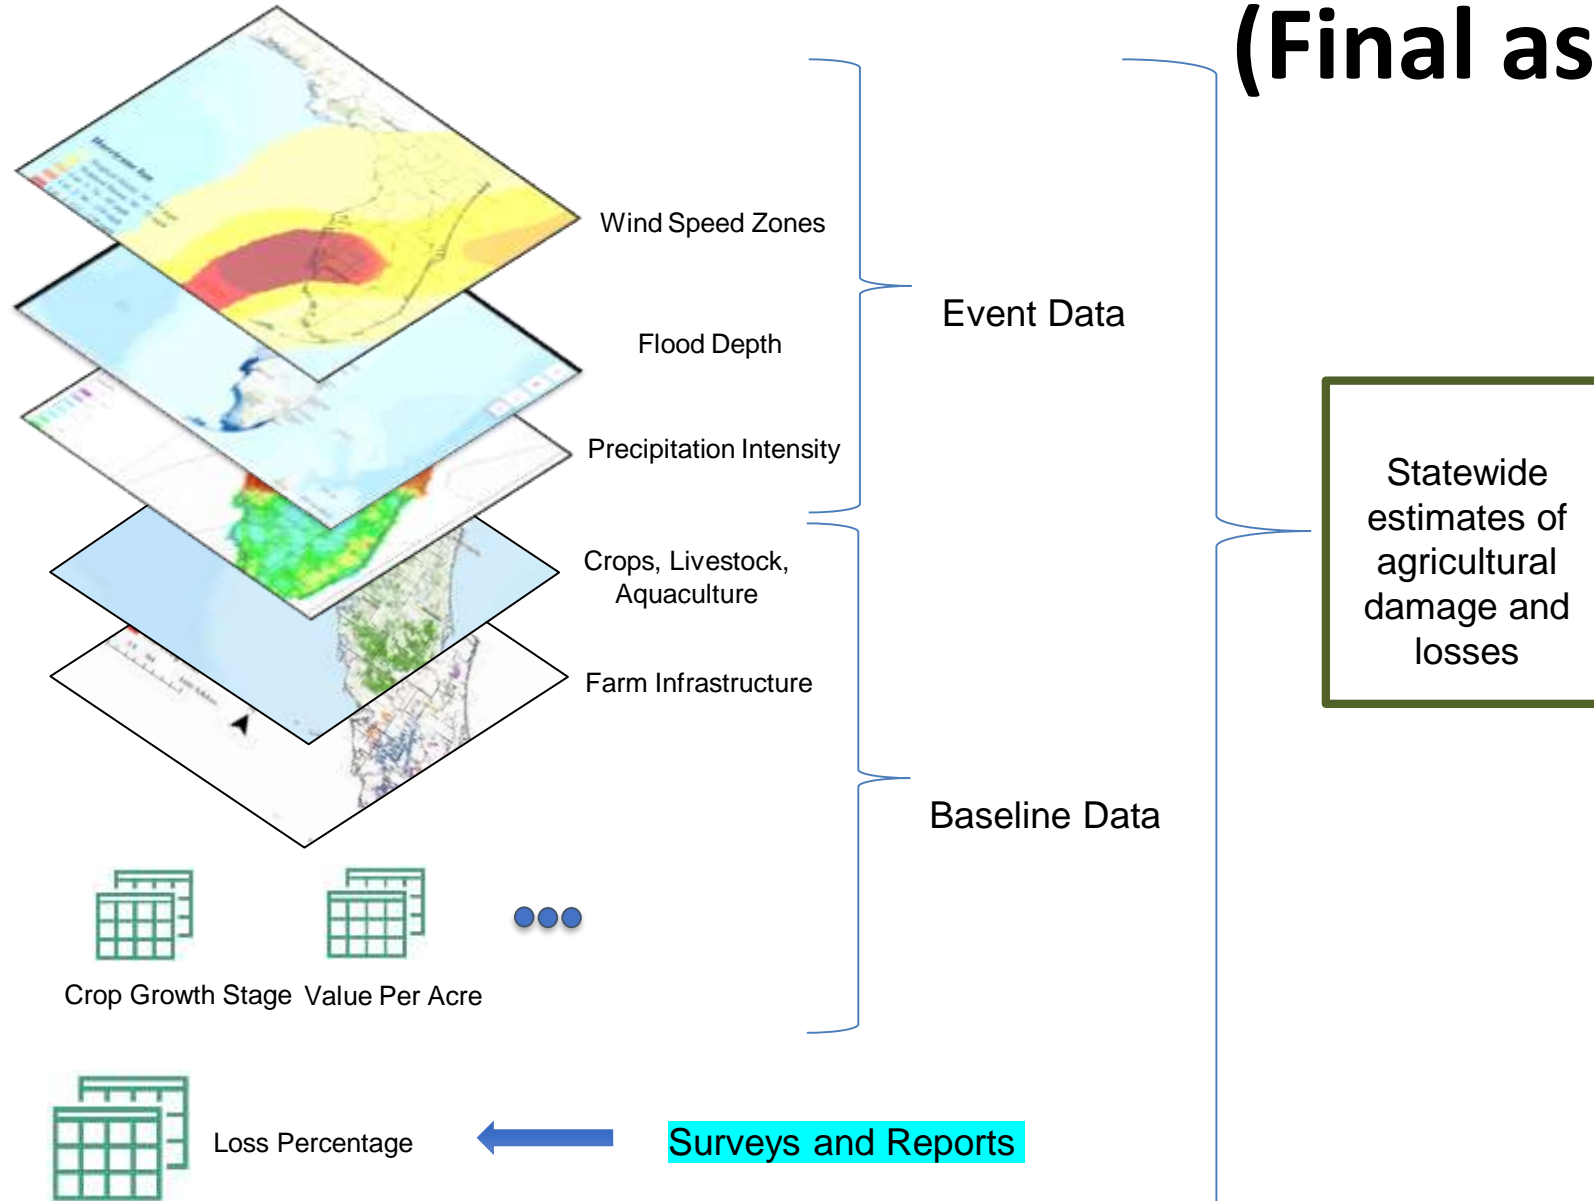 (Final as
Wind Speed Zones
Flood Depth
Event Data
Precipitation Intensity
Crops, Livestock,
Aquaculture
Farm Infrastructure
Statewide
estimates of
agricultural
damage and
losses
Baseline Data
Crop Growth Stage
Value Per Acre
Loss Percentage
Surveys and Reports